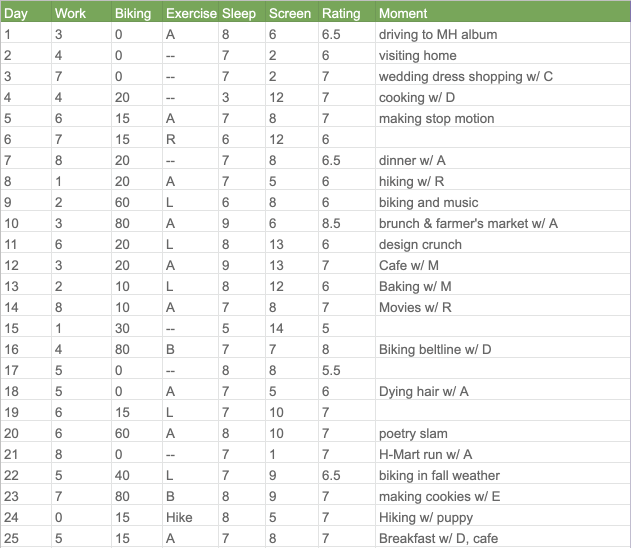 Day Work Biking Exercise Sleep Screen Rating Moment
1 3 0 A 8 6 6.5 driving to MH album
2 4 0 -- 7 2 6 visiting home
3 7 0 -- 7 2 7 wedding dress shopping w/ C
4 4 20 -- 3 12 7 cooking w/ D
5 6 15 A 7 8 7 making stop motion
6 7 15 R 6 12 6
7 8 20 -- 7 8 6.5 dinner w/ A
8 1 20 A 7 5 6 hiking w/ R
9 2 60 L 6 8 6 biking and music
10 3 80 A 9 6 8.5 brunch & farmer's market w/ A
11 6 20 L 8 13 6 design crunch
12 3 20 A 9 13 7 Cafe w/ M
13 2 10 L 8 12 6 Baking w/ M
14 8 10 A 7 8 7 Movies w/ R
15 1 30 -- 5 14 5
16 4 80 B 7 7 8 Biking beltline w/ D
17 5 0 -- 8 8 5.5
18 5 0 A 7 5 6 Dying hair w/ A
19 6 15 L 7 10 7
20 6 60 A 8 10 7 poetry slam
21 8 0 -- 7 1 7 H-Mart run w/ A
22 5 40 L 7 9 6.5 biking in fall weather
23 7 80 B 8 9 7 making cookies w/ E
24 0 15 Hike 8 5 7 Hiking w/ puppy
25 5 15 A 7 8 7 Breakfast w/ D, cafe